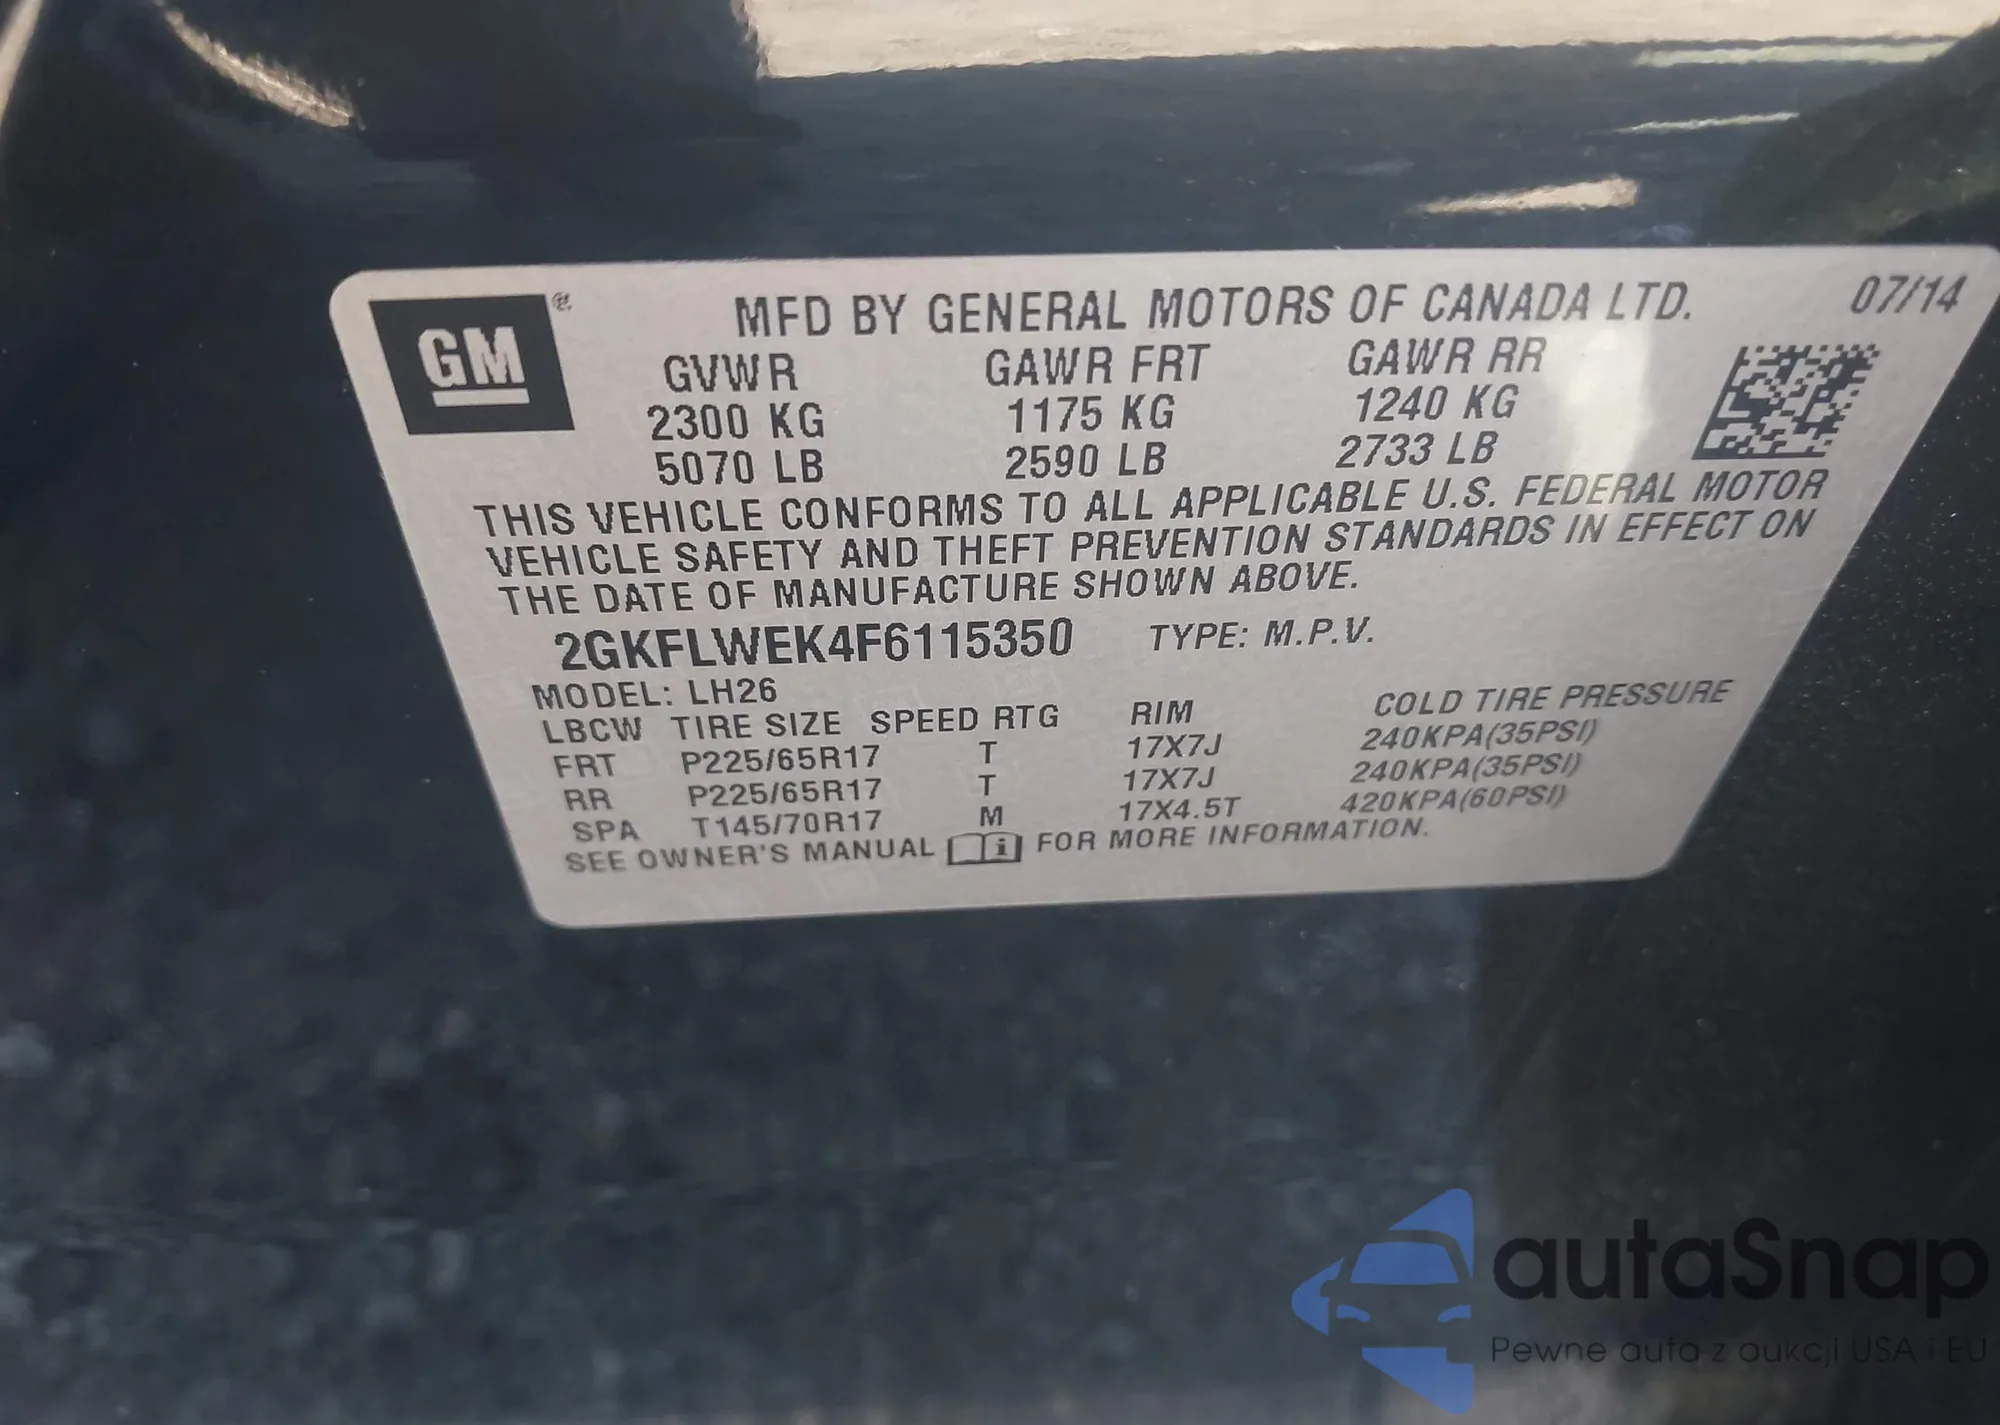 GM®
MFD BY GENERAL MOTORS OF CANADA LTD. 07/14
GVWR GAWR FRT GAWR RR
2300 KG 1175 KG 1240 KG
5070 LB 2590 LB 2733 LB
THIS VEHICLE CONFORMS TO ALL APPLICABLE U.S. FEDERAL MOTOR
VEHICLE SAFETY AND THEFT PREVENTION STANDARDS IN EFFECT ON
THE DATE OF MANUFACTURE SHOWN ABOVE.
2GKFLWEK4F6115350 TYPE: M.P.V.
MODEL: LH26
LBCW TIRE SIZE SPEED RTG RIM COLD TIRE PRESSURE
FRT P225/65R17 T 17X7J 240KPA(35PSI)
RR P225/65R17 T 17X7J 240KPA(35PSI)
SPA T145/70R17 M 17X4.5T 420KPA(60PSI)
SEE OWNER'S MANUAL i FOR MORE INFORMATION.
autaSnap
Pewne auta z aukcji USA i EU